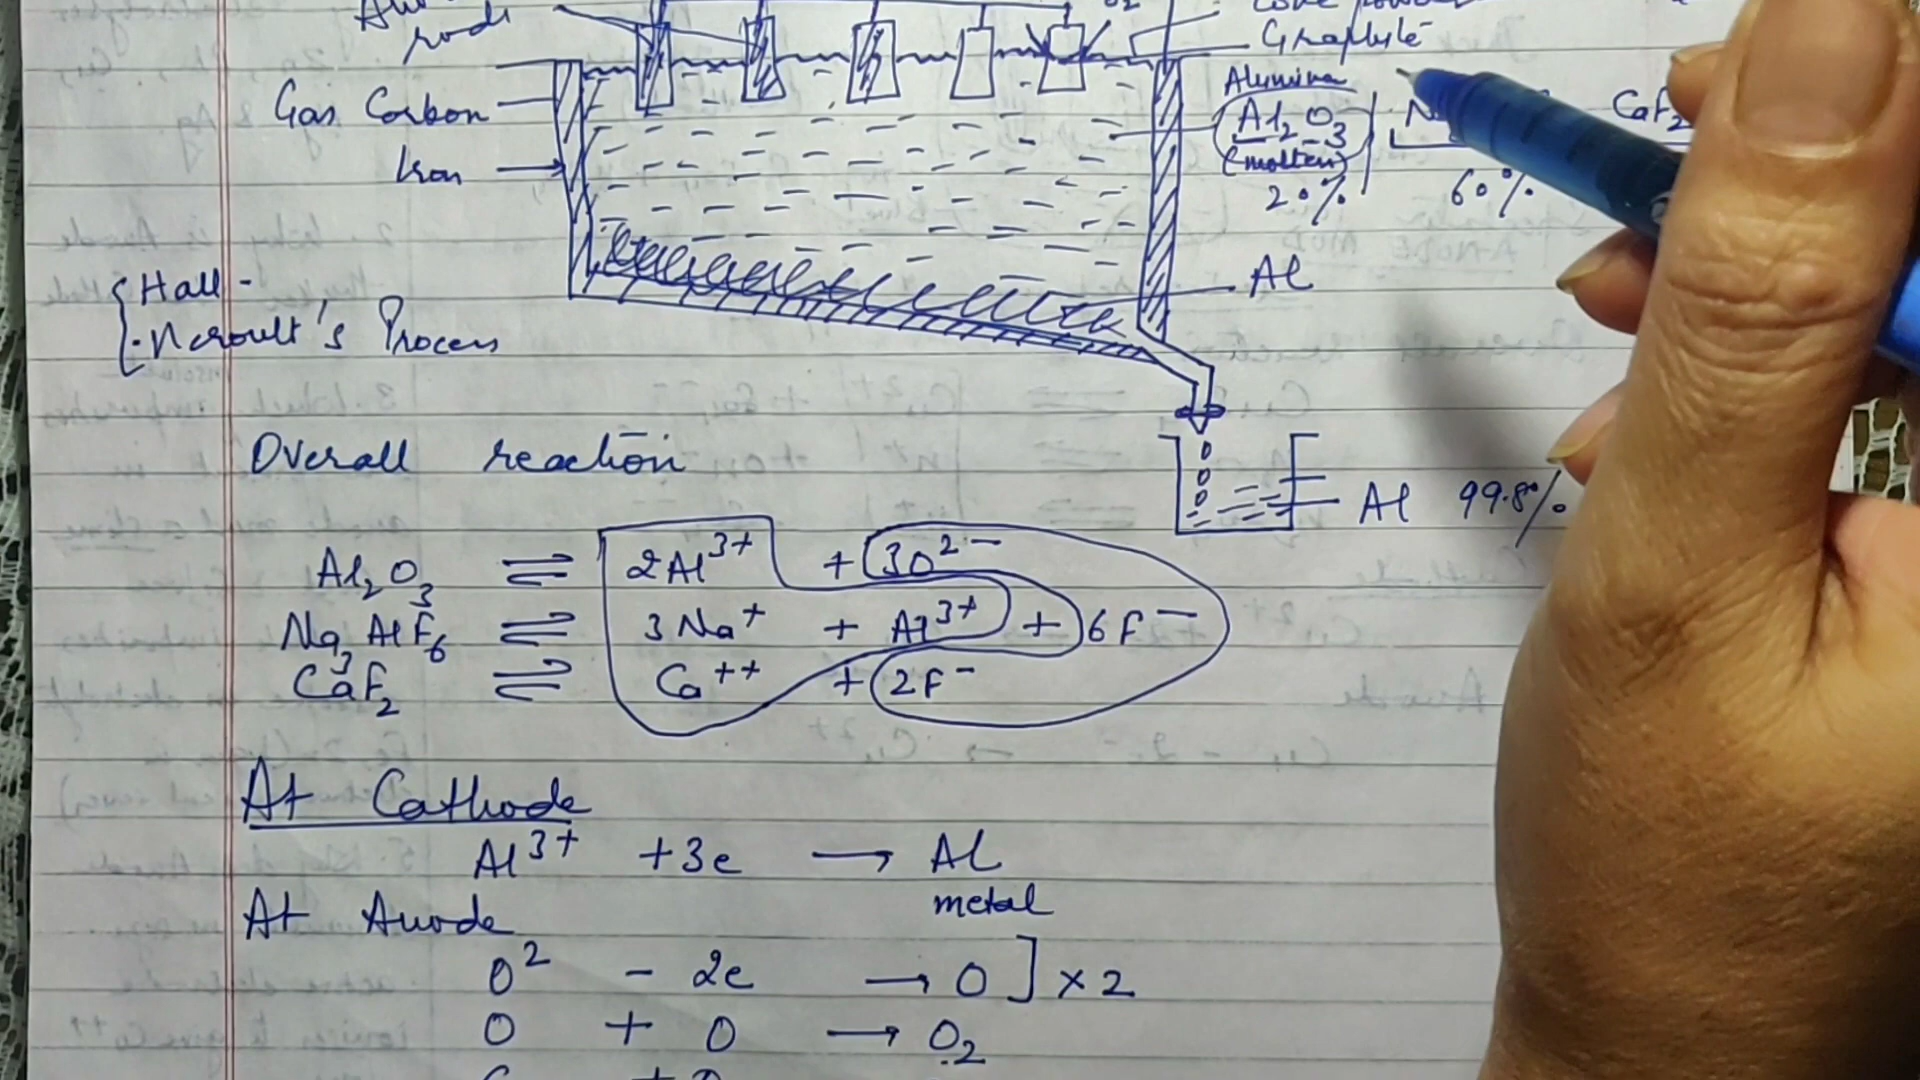 rods
Graphite
Gas Carbon
Alumina
Al2O3
CaF2
(molten)
Iron
20% 60%
Al
{Hall -
Heroult's Process
Overall reaction
Al 99.8%
Al2O3 ⇌ 2Al3+ + 3O2-
Na3AlF6 ⇌ 3Na+ + Al3+ + 6F-
CaF2 ⇌ Ca++ + 2F-
At Cathode
Al3+ +3e → Al
metal
At Anode
O2 - 2e → O ] x 2
O + O → O2